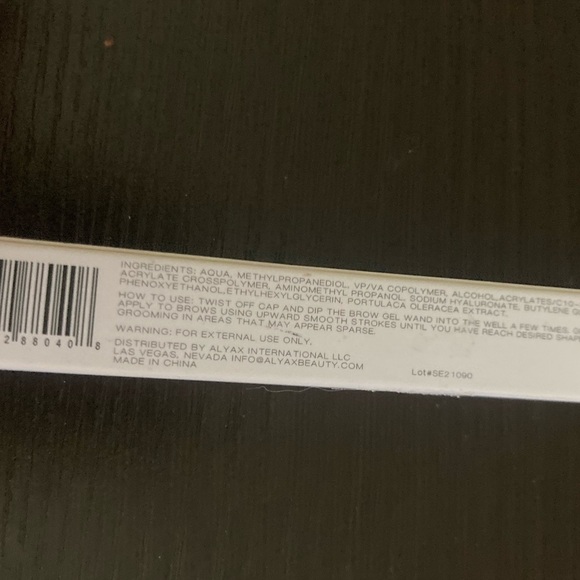 INGREDIENTS: AQUA, METHYLPROPANEDIOL, VP/VA COPOLYMER, ALCOHOL,ACRYLATES/C10-
ACRYLATE CROSSPOLYMER, AMINOMETHYL PROPANOL, SODIUM HYALURONATE, BUTYLENE
PHENOXYETHANOL,ETHYLHEXYLGLYCERIN, PORTULACA OLERACEA EXTRACT.
HOW TO USE: TWIST OFF CAP AND DIP THE BROW GEL WAND INTO THE WELL A FEW TIMES.
APPLY TO BROWS USING UPWARD SMOOTH STROKES UNTIL YOU HAVE REACH DESIRED
GROOMING IN AREAS THAT MAY APPEAR SPARSE.
WARNING: FOR EXTERNAL USE ONLY.
DISTRIBUTED BY ALYAX INTERNATIONAL LLC
LAS VEGAS, NEVADA INFO@ALYAXBEAUTY.COM
MADE IN CHINA
Lot#SE21090
288040 8